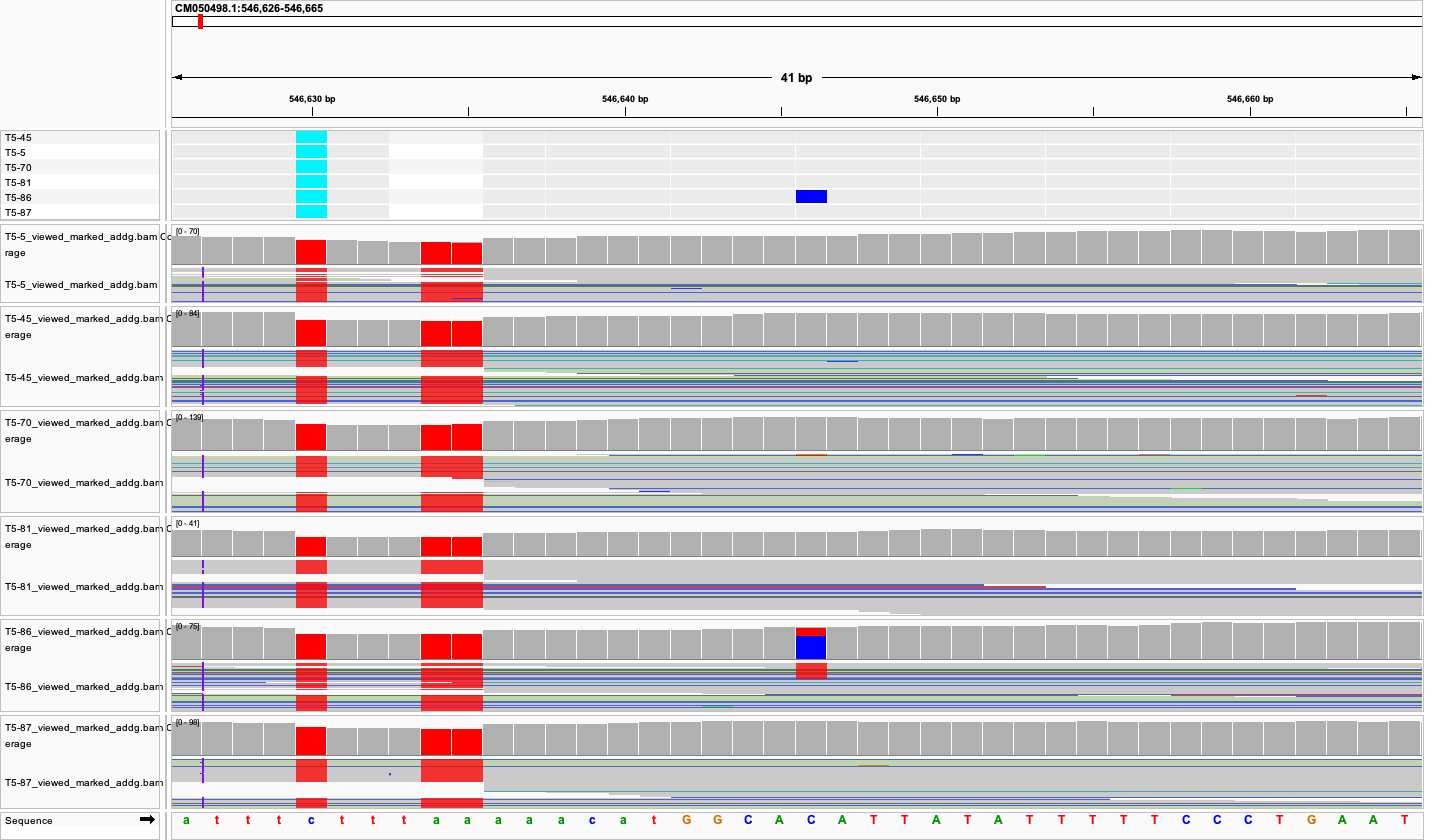 CM050498.1:546,626-546,665
41 bp
546,630 bp 546,640 bp 546,650 bp 546,660 bp
T5-45
T5-5
T5-70
T5-81
T5-86
T5-87
T5-5_viewed_marked_addg.bam Co
rage
[0 - 70]
T5-5_viewed_marked_addg.bam
T5-45_viewed_marked_addg.bam C
erage
[0 - 84]
T5-45_viewed_marked_addg.bam
T5-70_viewed_marked_addg.bam C
erage
[0 - 139]
T5-70_viewed_marked_addg.bam
T5-81_viewed_marked_addg.bam C
erage
[0 - 41]
T5-81_viewed_marked_addg.bam
T5-86_viewed_marked_addg.bam C
erage
[0 - 75]
T5-86_viewed_marked_addg.bam
T5-87_viewed_marked_addg.bam C
erage
[0 - 98]
T5-87_viewed_marked_addg.bam
Sequence a t t t c t t t a a a a a c a t G G C A C A T T A T A T T T T T C C C T G A A T